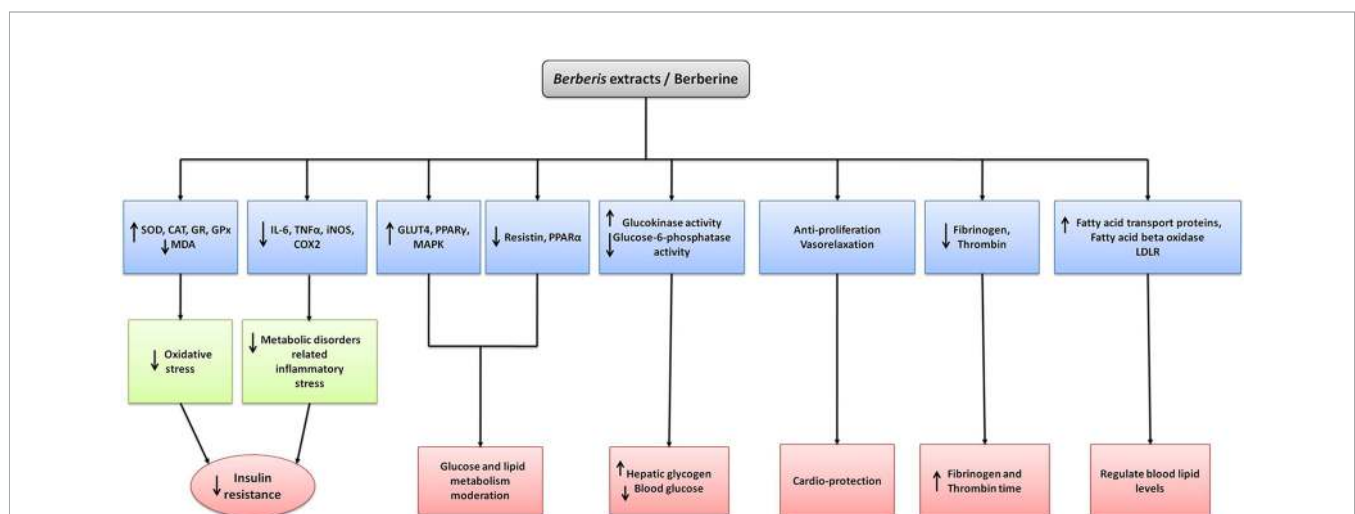 Berberis extracts / Berberine
↑ SOD, CAT, GR, GPx
↓ MDA
↓ IL-6, TNFα, iNOS,
COX2
↑ GLUT4, PPARγ,
MAPK
↓ Resistin, PPARα
↑ Glucokinase activity
↓ Glucose-6-phosphatase
activity
Anti-proliferation
Vasorelaxation
↓ Fibrinogen,
Thrombin
↑ Fatty acid transport proteins,
Fatty acid beta oxidase
LDLR
↓ Oxidative
stress
↓ Metabolic disorders
related
inflammatory
stress
↓ Insulin
resistance
Glucose and lipid
metabolism
moderation
↑ Hepatic glycogen
↓ Blood glucose
Cardio-protection
↑ Fibrinogen and
Thrombin time
Regulate blood lipid
levels